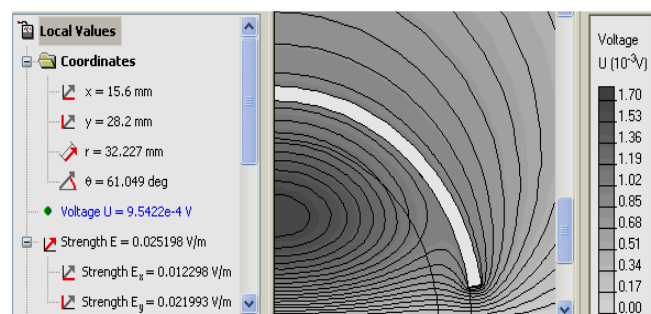 Local Values
Coordinates
x = 15.6 mm
y = 28.2 mm
r = 32.227 mm
θ = 61.049 deg
Voltage U = 9.5422e-4 V
Strength E = 0.025198 V/m
Strength Ex = 0.012298 V/m
Strength Ey = 0.021993 V/m
Voltage
U (10-3V)
1.70
1.53
1.36
1.19
1.02
0.85
0.68
0.51
0.34
0.17
0.00